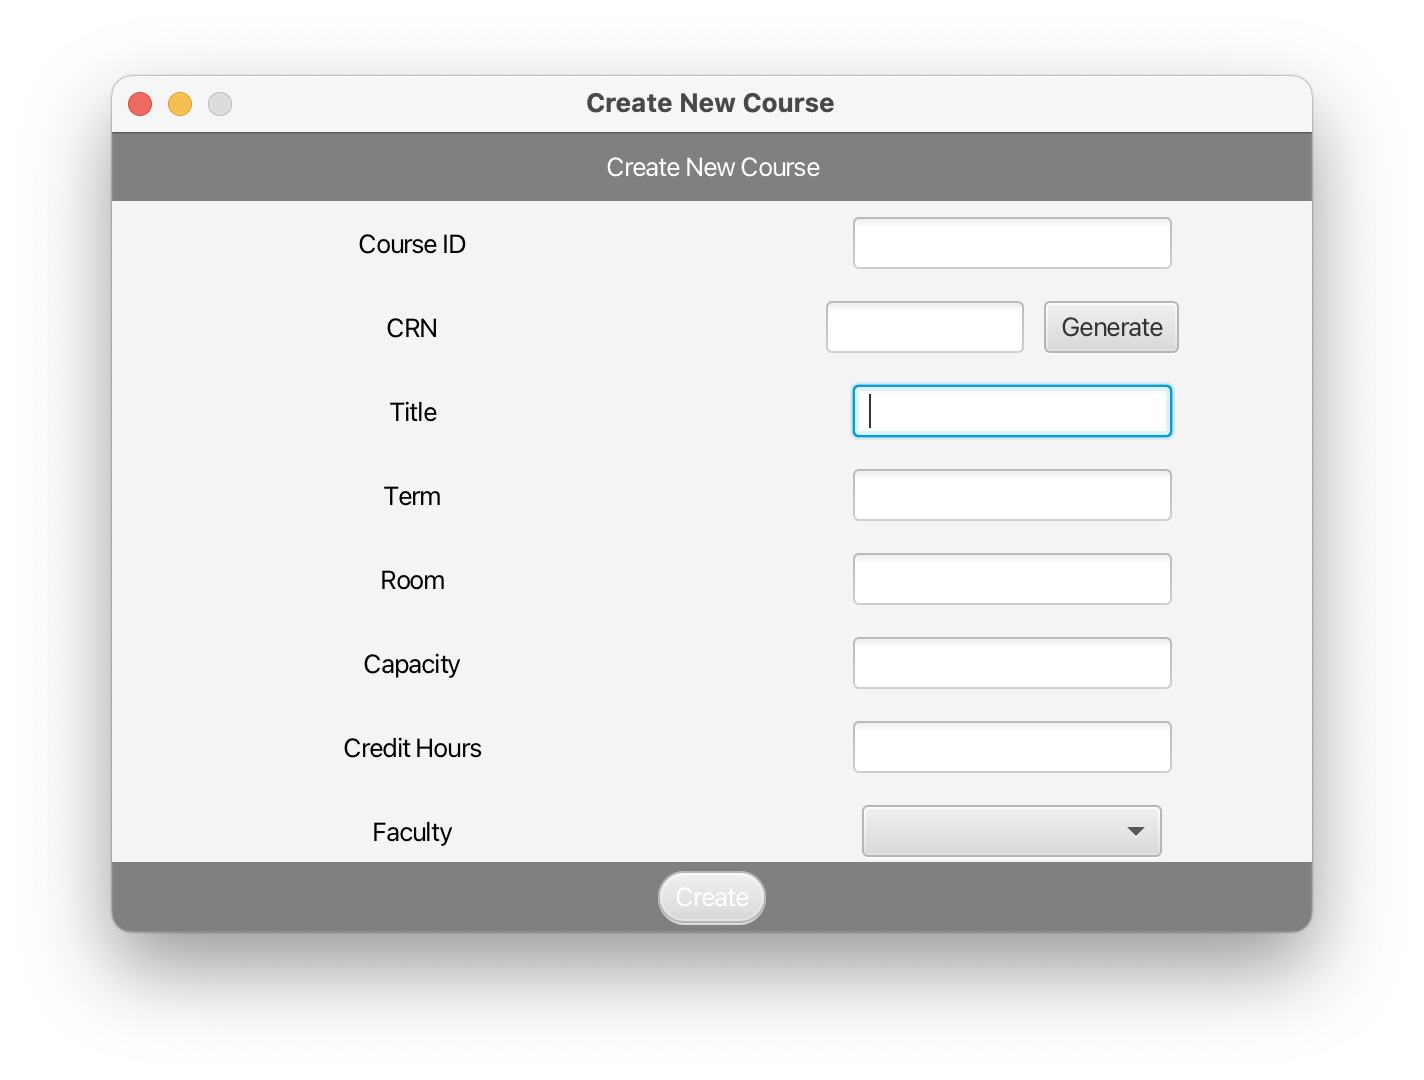 Create New Course
Create New Course
Course ID
CRN
Generate
Title
Term
Room
Capacity
Credit Hours
Faculty
Create